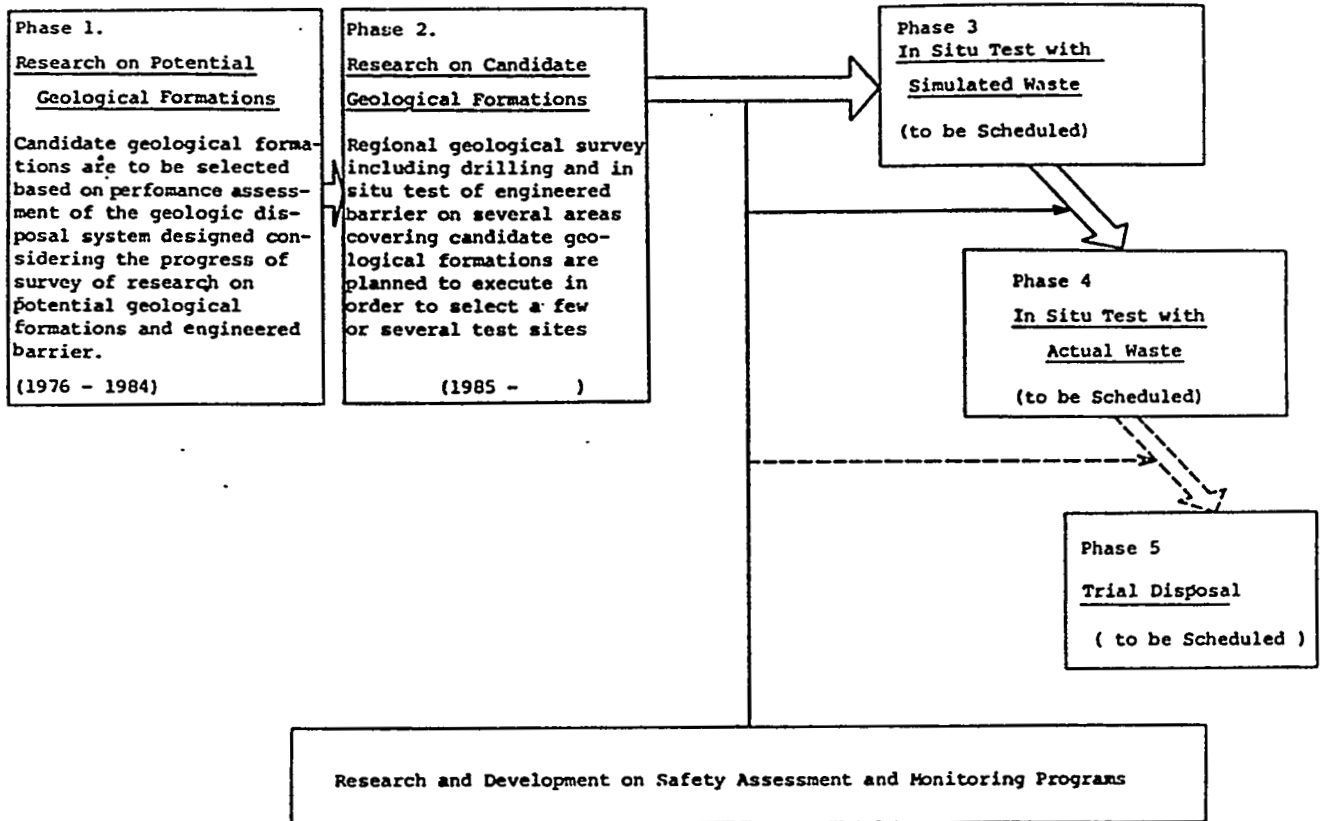 Phase 1.
Research on Potential
Geological Formations
Candidate geological forma-
tions are to be selected
based on perfomance assess-
ment of the geologic dis-
posal system designed con-
sidering the progress of
survey of research on
potential geological
formations and engineered
barrier.
(1976 - 1984)
Phase 2.
Research on Candidate
Geological Formations
Regional geological survey
including drilling and in
situ test of engineered
barrier on several areas
covering candidate geo-
logical formations are
planned to execute in
order to select a few
or several test sites
(1985 -      )
Phase 3
In Situ Test with
Simulated Waste
(to be Scheduled)
Phase 4
In Situ Test with
Actual Waste
(to be Scheduled)
Phase 5
Trial Disposal
( to be Scheduled )
Research and Development on Safety Assessment and Monitoring Programs